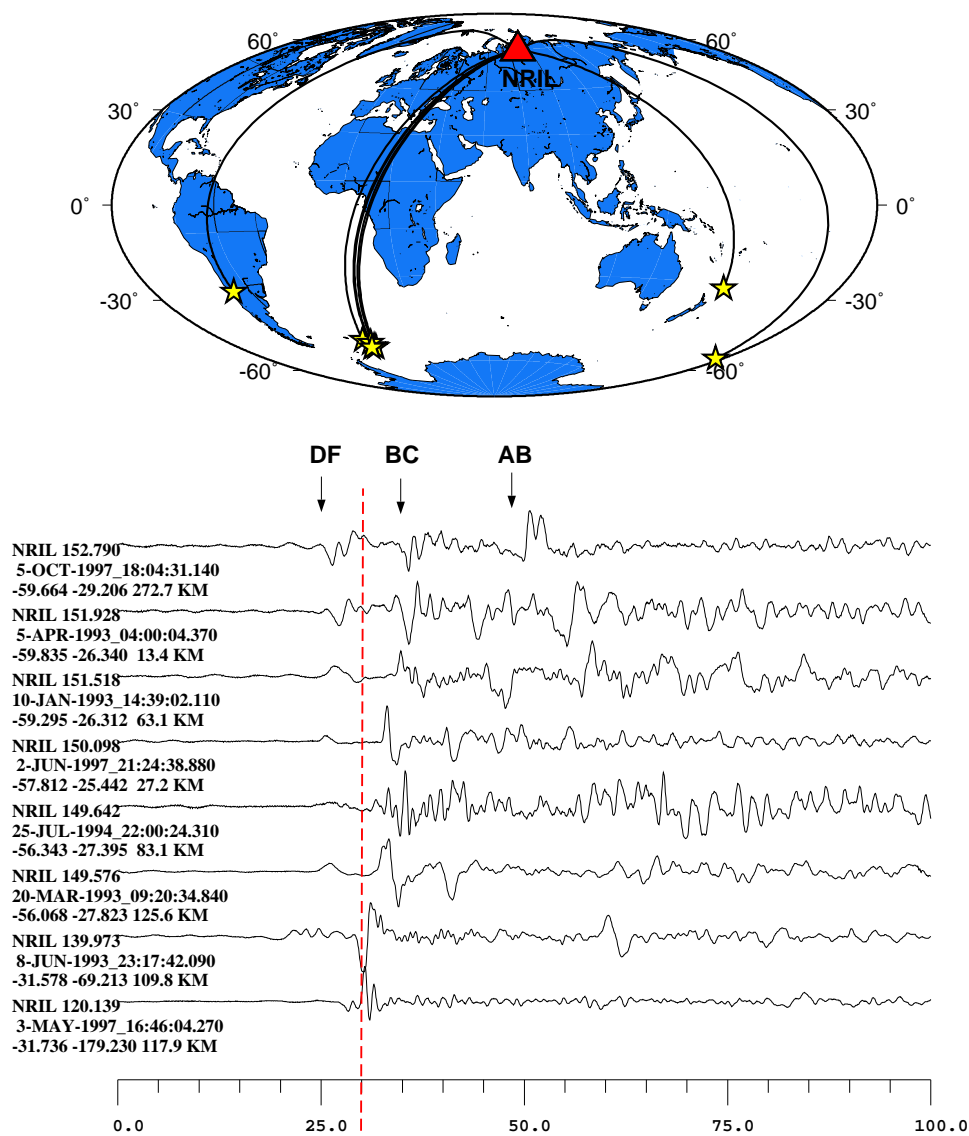 60° 60°
NRIL
30° 30°
0° 0°
-30° -30°
-60° -60°
DF BC AB
NRIL 152.790
5-OCT-1997_18:04:31.140
-59.664 -29.206 272.7 KM
NRIL 151.928
5-APR-1993_04:00:04.370
-59.835 -26.340 13.4 KM
NRIL 151.518
10-JAN-1993_14:39:02.110
-59.295 -26.312 63.1 KM
NRIL 150.098
2-JUN-1997_21:24:38.880
-57.812 -25.442 27.2 KM
NRIL 149.642
25-JUL-1994_22:00:24.310
-56.343 -27.395 83.1 KM
NRIL 149.576
20-MAR-1993_09:20:34.840
-56.068 -27.823 125.6 KM
NRIL 139.973
8-JUN-1993_23:17:42.090
-31.578 -69.213 109.8 KM
NRIL 120.139
3-MAY-1997_16:46:04.270
-31.736 -179.230 117.9 KM
0.0 25.0 50.0 75.0 100.0